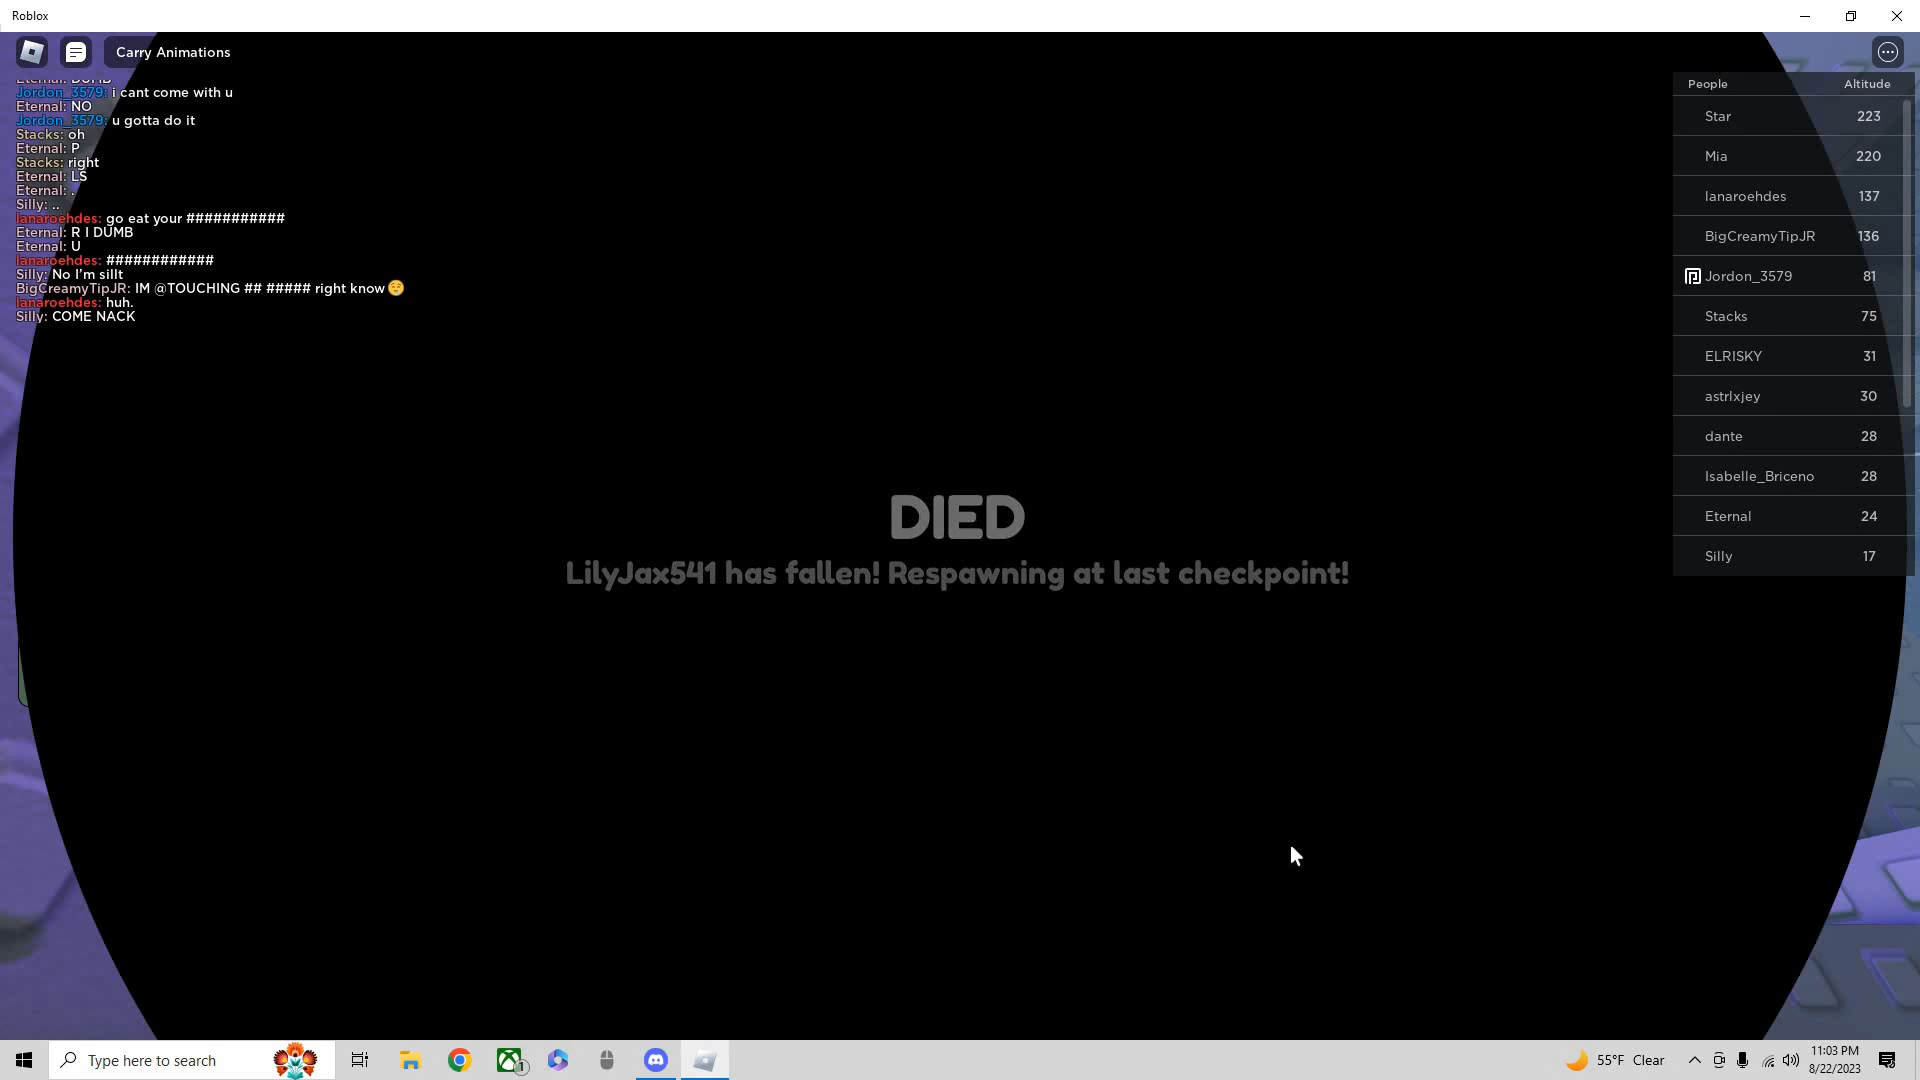 Roblox
Carry Animations
Eternal: DUMB
Jordon_3579: i cant come with u
Eternal: NO
Jordon_3579: u gotta do it
Stacks: oh
Eternal: P
Stacks: right
Eternal: LS
Eternal: .
Silly: ..
lanaroehdes: go eat your ###########
Eternal: R I DUMB
Eternal: U
lanaroehdes: ############
Silly: No I'm sillt
BigCreamyTipJR: IM @TOUCHING ## ##### right know😌
lanaroehdes: huh.
Silly: COME NACK
People Altitude
Star 223
Mia 220
lanaroehdes 137
BigCreamyTipJR 136
Jordon_3579 81
Stacks 75
ELRISKY 31
astrlxjey 30
dante 28
Isabelle_Briceno 28
Eternal 24
Silly 17
DIED
LilyJax541 has fallen! Respawning at last checkpoint!
Type here to search
1
55°F Clear
11:03 PM
8/22/2023